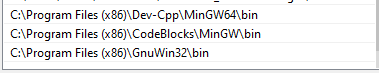 C:\Program Files (x86)\Dev-Cpp\MinGW64\bin
C:\Program Files (x86)\CodeBlocks\MinGW\bin
C:\Program Files (x86)\GnuWin32\bin